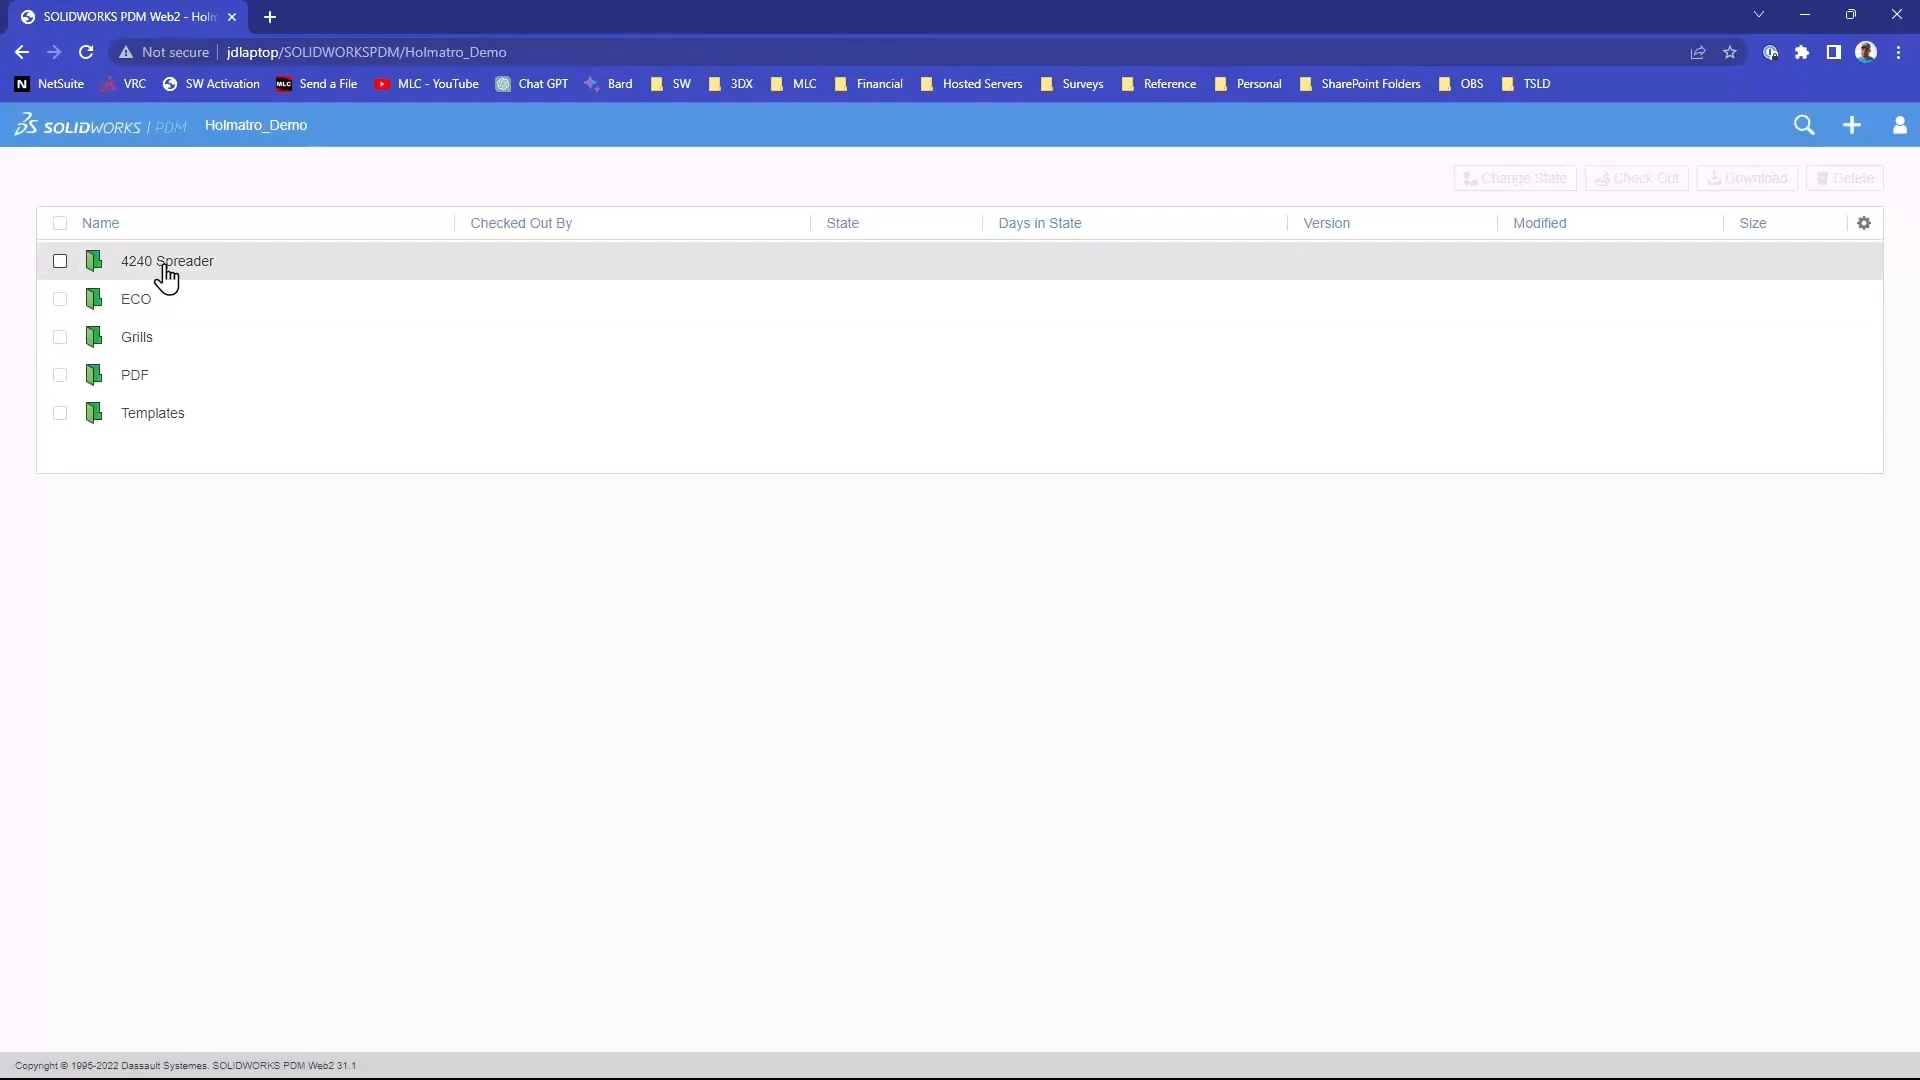 SOLIDWORKS PDM Web2 - Holm
Not secure jdlaptop/SOLIDWORKSPDM/Holmatro_Demo
NetSuite VRC SW Activation MLC Send a File MLC - YouTube Chat GPT Bard SW 3DX MLC Financial Hosted Servers Surveys Reference Personal SharePoint Folders OBS TSLD
SOLIDWORKS | PDM Holmatro_Demo
Change State Check Out Download Delete
Name Checked Out By State Days in State Version Modified Size
4240 Spreader
ECO
Grills
PDF
Templates
Copyright © 1995-2022 Dassault Systemes. SOLIDWORKS PDM Web2 31.1